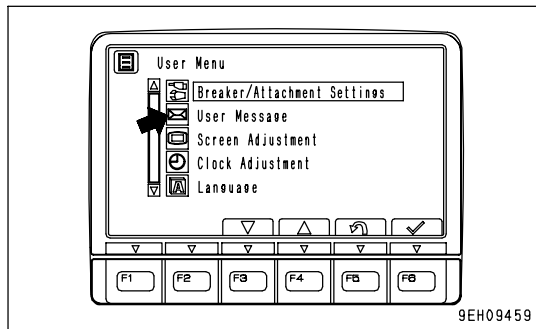 User Menu
Breaker/Attachment Settings
User Message
Screen Adjustment
Clock Adjustment
A Language
F1 F2 F3 F4 F5 F6
9EH09459